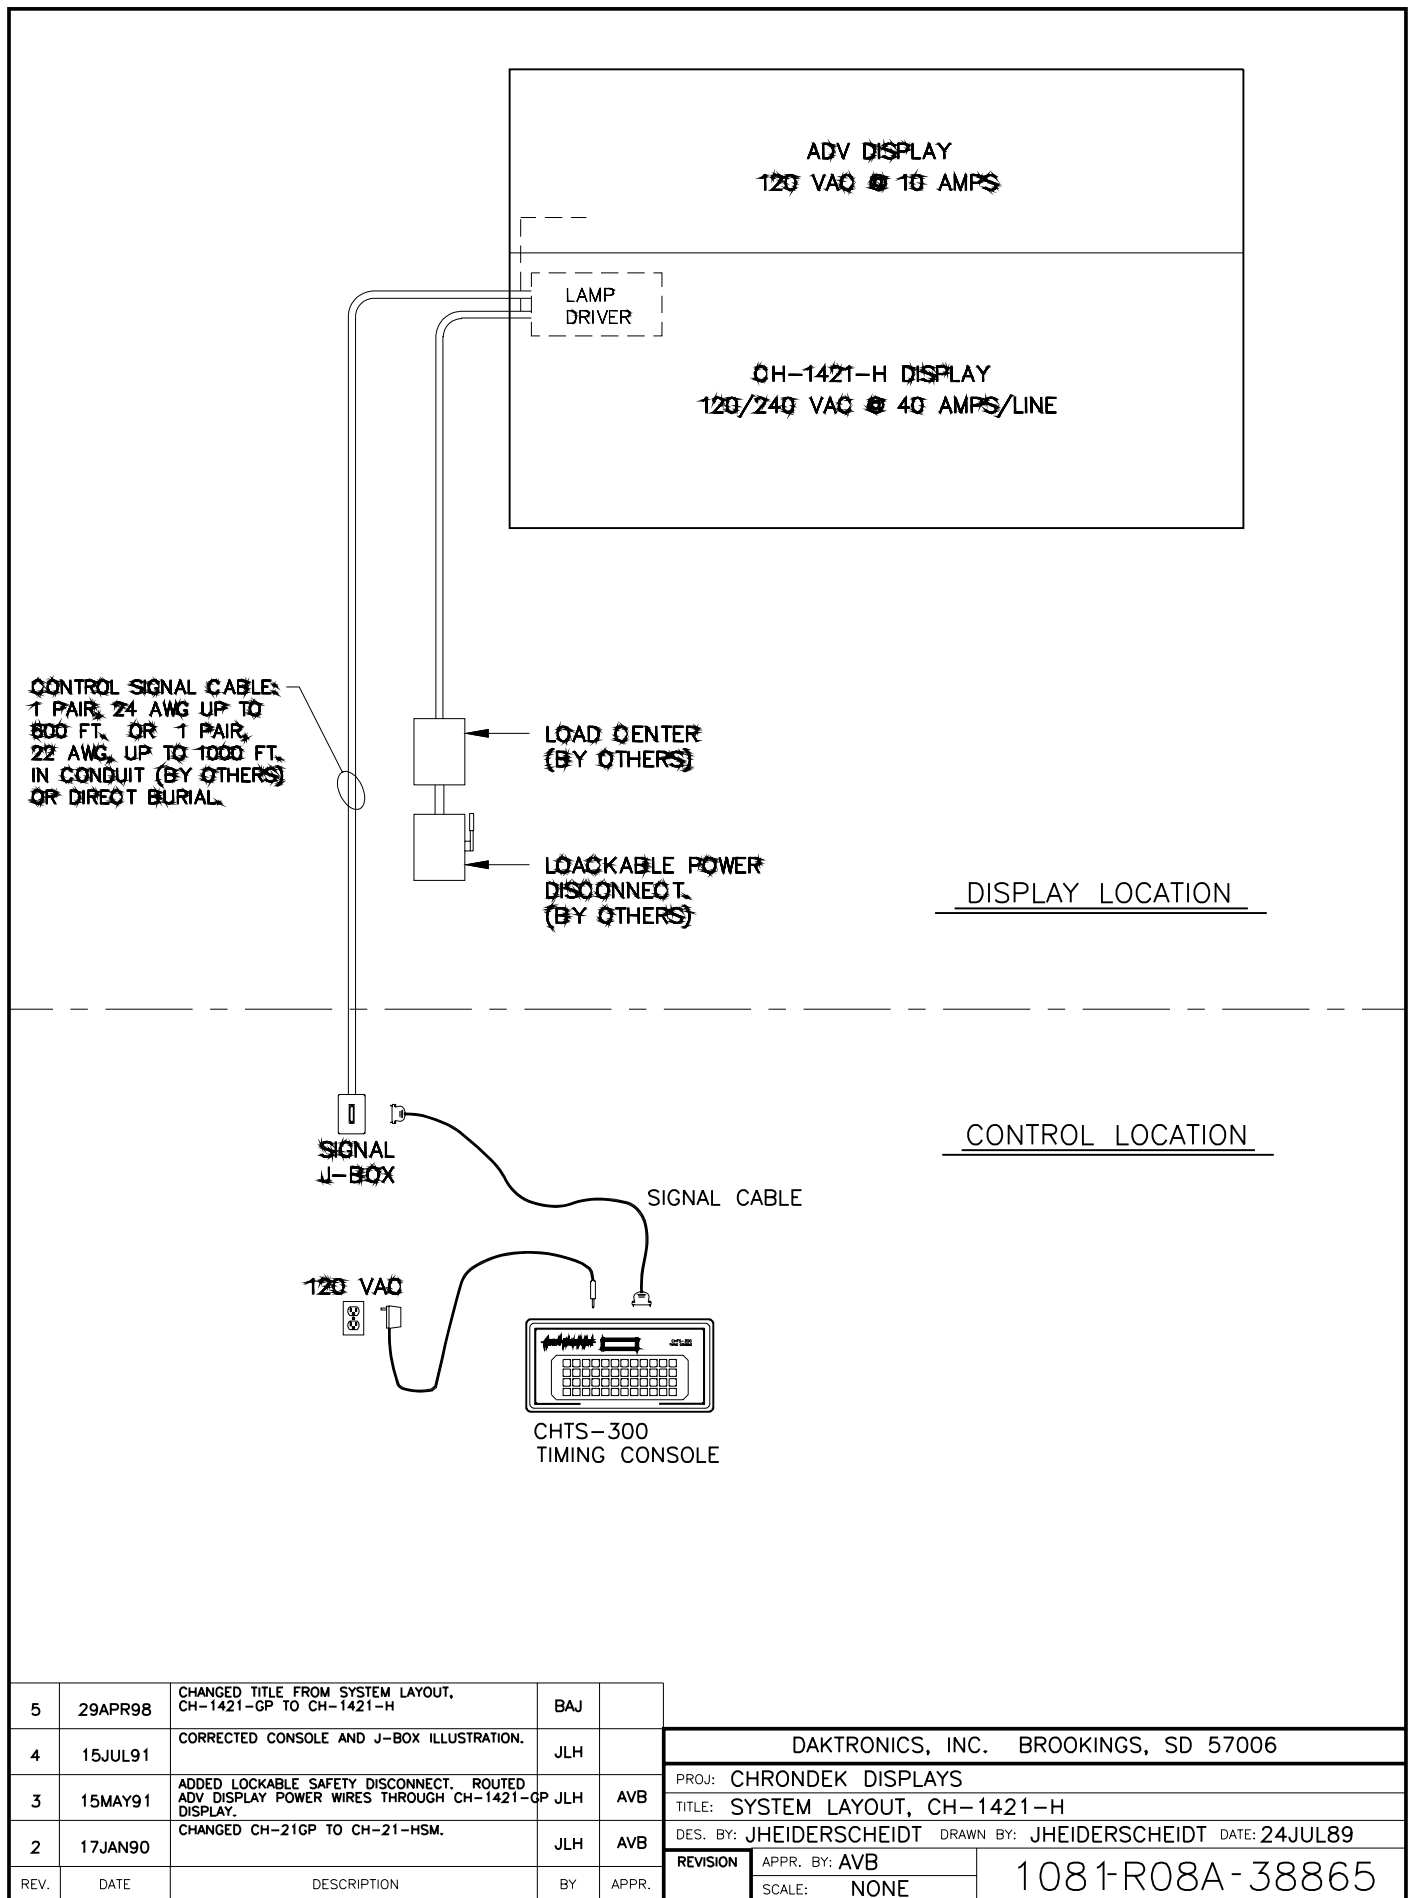 ADV DISPLAY
120 VAC @ 10 AMPS
LAMP
DRIVER
CH-1421-H DISPLAY
120/240 VAC @ 40 AMPS/LINE
CONTROL SIGNAL CABLE:
1 PAIR, 24 AWG UP TO
600 FT. OR 1 PAIR,
22 AWG, UP TO 1000 FT.
IN CONDUIT (BY OTHERS)
OR DIRECT BURIAL.
LOAD CENTER
(BY OTHERS)
LOACKABLE POWER
DISCONNECT.
(BY OTHERS)
DISPLAY LOCATION
CONTROL LOCATION
SIGNAL
J-BOX
SIGNAL CABLE
120 VAC
CHTS-300
TIMING CONSOLE
5 29APR98 CHANGED TITLE FROM SYSTEM LAYOUT,
CH-1421-GP TO CH-1421-H BAJ
4 15JUL91 CORRECTED CONSOLE AND J-BOX ILLUSTRATION. JLH
3 15MAY91 ADDED LOCKABLE SAFETY DISCONNECT. ROUTED
ADV DISPLAY POWER WIRES THROUGH CH-1421-GP
DISPLAY. JLH AVB
2 17JAN90 CHANGED CH-21GP TO CH-21-HSM. JLH AVB
REV. DATE DESCRIPTION BY APPR.
DAKTRONICS, INC. BROOKINGS, SD 57006
PROJ: CHRONDEK DISPLAYS
TITLE: SYSTEM LAYOUT, CH-1421-H
DES. BY: JHEIDERSCHEIDT DRAWN BY: JHEIDERSCHEIDT DATE: 24JUL89
REVISION APPR. BY: AVB
SCALE: NONE
1081-R08A-38865